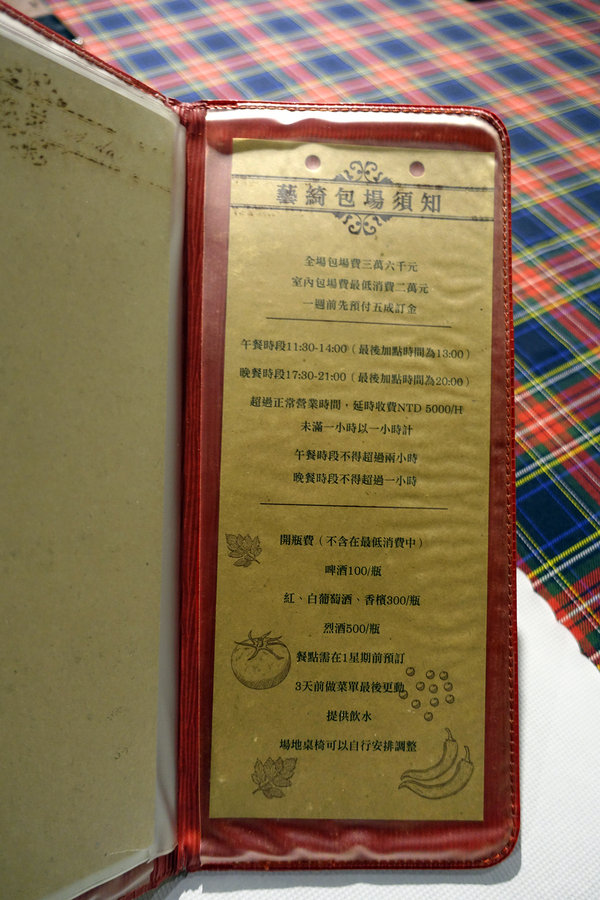 藝綺包場須知
全場包場費三萬六千元
室內包場費最低消費二萬元
一週前先預付五成訂金
午餐時段11:30-14:00（最後加點時間為13:00）
晚餐時段17:30-21:00（最後加點時間為20:00）
超過正常營業時間，延時收費NTD 5000/H
未滿一小時以一小時計
午餐時段不得超過兩小時
晚餐時段不得超過一小時
開瓶費（不含在最低消費中）
啤酒100/瓶
紅、白葡萄酒、香檳300/瓶
烈酒500/瓶
餐點需在1星期前預訂
3天前做菜單最後更動
提供飲水
場地桌椅可以自行安排調整